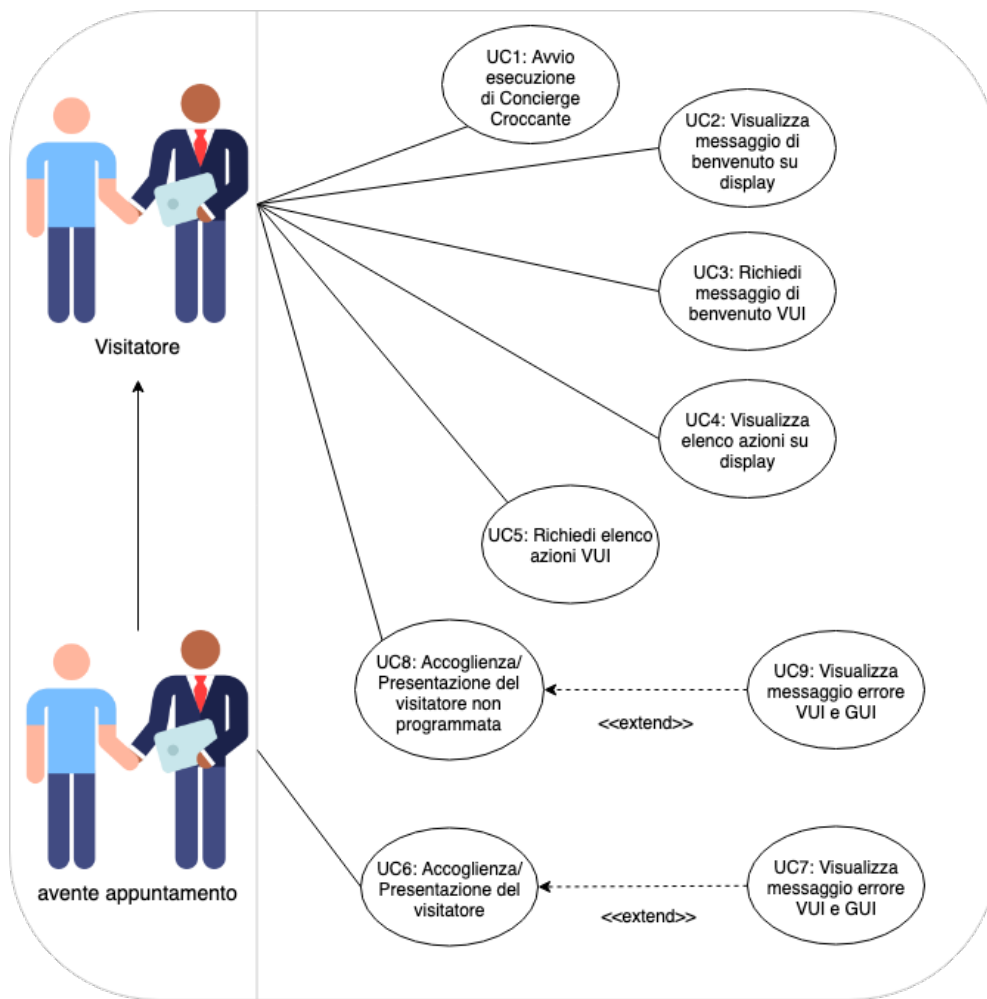 UC1: Avvio
esecuzione
di Concierge
Croccante
UC2: Visualizza
messaggio di
benvenuto su
display
UC3: Richiedi
messaggio di
benvenuto VUI
Visitatore
UC4: Visualizza
elenco azioni su
display
UC5: Richiedi elenco
azioni VUI
UC8: Accoglienza/
Presentazione del
visitatore non
programmata
<<extend>>
UC9: Visualizza
messaggio errore
VUI e GUI
avente appuntamento
UC6: Accoglienza/
Presentazione del
visitatore
<<extend>>
UC7: Visualizza
messaggio errore
VUI e GUI